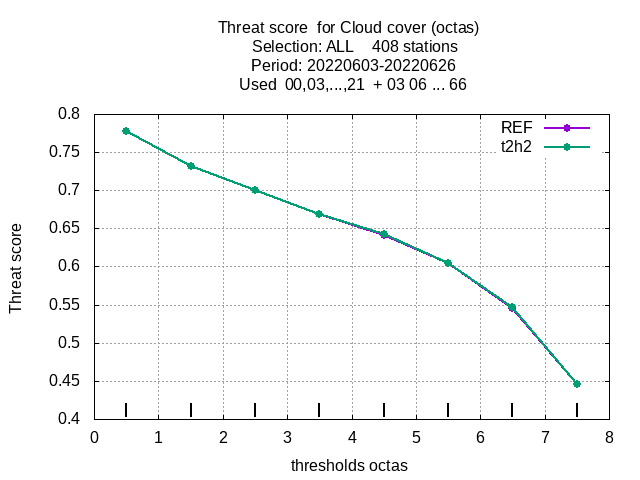 Threat score  for Cloud cover (octas)
Selection: ALL    408 stations
Period: 20220603-20220626
Used  00,03,...,21  + 03 06 ... 66
REF
t2h2
0.8
0.75
0.7
0.65
0.6
0.55
0.5
0.45
0.4
Threat score
0 1 2 3 4 5 6 7 8
thresholds octas